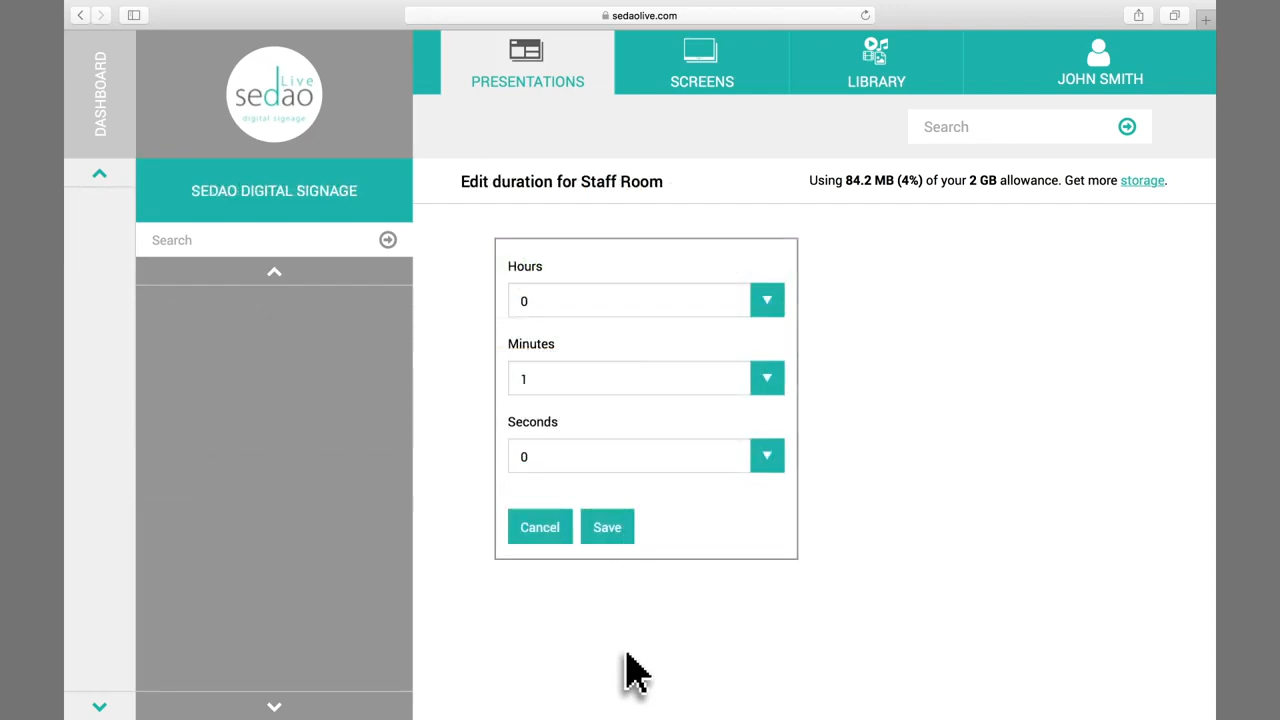 sedaolive.com
DASHBOARD
Live
sedao
digital signage
PRESENTATIONS
SCREENS
LIBRARY
JOHN SMITH
Search
SEDAO DIGITAL SIGNAGE
Edit duration for Staff Room
Using 84.2 MB (4%) of your 2 GB allowance. Get more storage.
Search
Hours
0
Minutes
1
Seconds
0
Cancel
Save